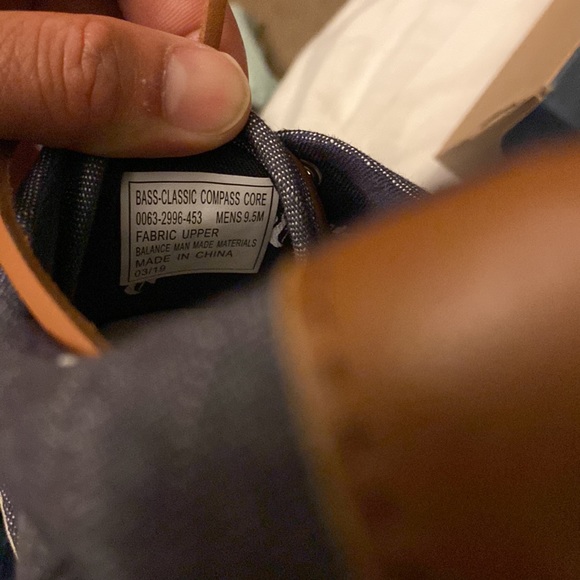 BASS-CLASSIC COMPASS CORE
0063-2996-453 MENS 9.5M
FABRIC UPPER
BALANCE MAN MADE MATERIALS
MADE IN CHINA
03/19